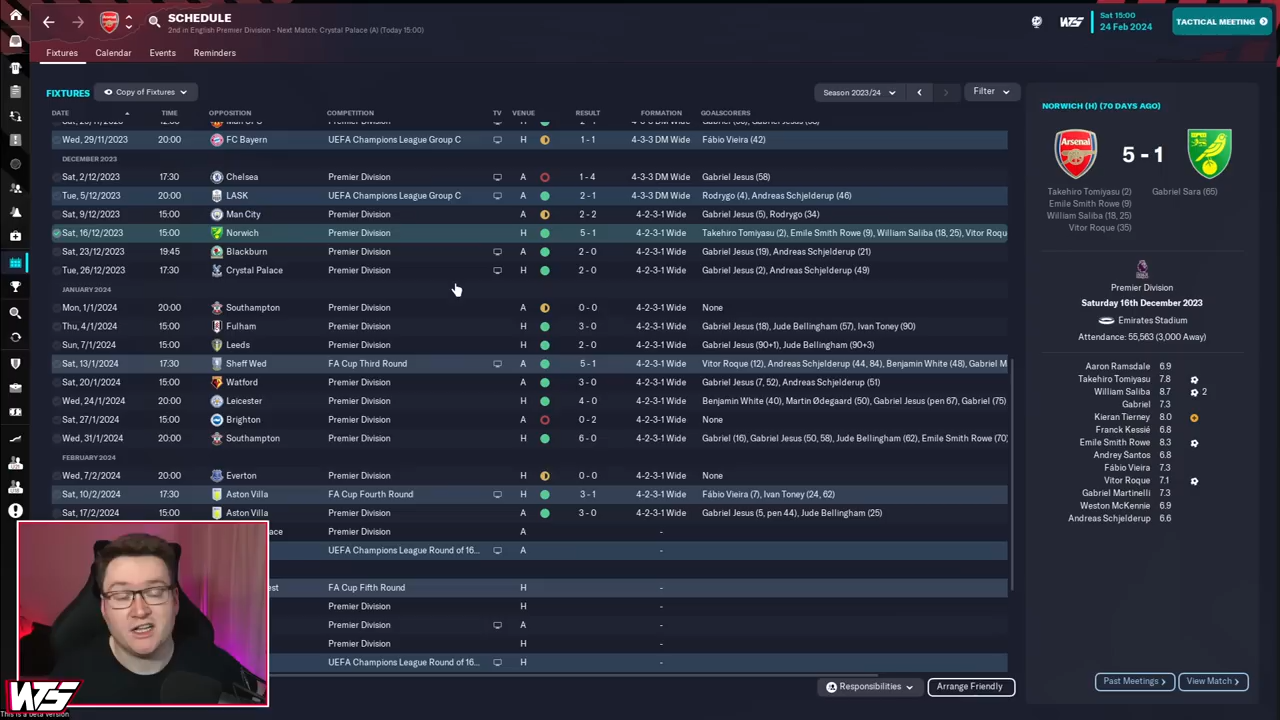 SCHEDULE
2nd in English Premier Division - Next Match: Crystal Palace (A) (Today 15:00)
WTS
Sat 15:00
24 Feb 2024
TACTICAL MEETING
Fixtures Calendar Events Reminders
FIXTURES Copy of Fixtures Season 2023/24 Filter
DATE TIME OPPOSITION COMPETITION TV VENUE RESULT FORMATION GOALSCORERS
Wed, 29/11/2023 20:00 FC Bayern UEFA Champions League Group C H 1 - 1 4-3-3 DM Wide Fábio Vieira (42)
DECEMBER 2023
Sat, 2/12/2023 17:30 Chelsea Premier Division A 1 - 4 4-3-3 DM Wide Gabriel Jesus (58)
Tue, 5/12/2023 20:00 LASK UEFA Champions League Group C A 2 - 1 4-3-3 DM Wide Rodrygo (4), Andreas Schjelderup (46)
Sat, 9/12/2023 15:00 Man City Premier Division A 2 - 2 4-2-3-1 Wide Gabriel Jesus (5), Rodrygo (34)
Sat, 16/12/2023 15:00 Norwich Premier Division H 5 - 1 4-2-3-1 Wide Takehiro Tomiyasu (2), Emile Smith Rowe (9), William Saliba (18, 25), Vitor Roqu
Sat, 23/12/2023 19:45 Blackburn Premier Division A 2 - 0 4-2-3-1 Wide Gabriel Jesus (19), Andreas Schjelderup (21)
Tue, 26/12/2023 17:30 Crystal Palace Premier Division H 2 - 0 4-2-3-1 Wide Gabriel Jesus (2), Andreas Schjelderup (49)
JANUARY 2024
Mon, 1/1/2024 20:00 Southampton Premier Division A 0 - 0 4-2-3-1 Wide None
Thu, 4/1/2024 15:00 Fulham Premier Division H 3 - 0 4-2-3-1 Wide Gabriel Jesus (18), Jude Bellingham (57), Ivan Toney (90)
Sun, 7/1/2024 15:00 Leeds Premier Division H 2 - 0 4-2-3-1 Wide Gabriel Jesus (90+1), Jude Bellingham (90+3)
Sat, 13/1/2024 17:30 Sheff Wed FA Cup Third Round A 5 - 1 4-2-3-1 Wide Vitor Roque (12), Andreas Schjelderup (44, 84), Benjamin White (48), Gabriel M
Sat, 20/1/2024 15:00 Watford Premier Division A 3 - 0 4-2-3-1 Wide Gabriel Jesus (7, 52), Andreas Schjelderup (51)
Wed, 24/1/2024 20:00 Leicester Premier Division H 4 - 0 4-2-3-1 Wide Benjamin White (40), Martin Ødegaard (50), Gabriel Jesus (pen 67), Gabriel (75)
Sat, 27/1/2024 15:00 Brighton Premier Division A 0 - 2 4-2-3-1 Wide None
Wed, 31/1/2024 20:00 Southampton Premier Division H 6 - 0 4-2-3-1 Wide Gabriel (16), Gabriel Jesus (50, 58), Jude Bellingham (62), Emile Smith Rowe (70)
FEBRUARY 2024
Wed, 7/2/2024 20:00 Everton Premier Division H 0 - 0 4-2-3-1 Wide None
Sat, 10/2/2024 17:30 Aston Villa FA Cup Fourth Round H 3 - 1 4-2-3-1 Wide Fábio Vieira (7), Ivan Toney (24, 62)
Sat, 17/2/2024 15:00 Aston Villa Premier Division A 3 - 0 4-2-3-1 Wide Gabriel Jesus (5, pen 44), Jude Bellingham (25)
ace Premier Division A -
UEFA Champions League Round of 16... A -
est FA Cup Fifth Round H -
Premier Division H -
Premier Division A -
Premier Division H -
UEFA Champions League Round of 16... H -
Responsibilities Arrange Friendly
NORWICH (H) (70 DAYS AGO)
Arsenal
5 - 1
Takehiro Tomiyasu (2) Gabriel Sara (65)
Emile Smith Rowe (9)
William Saliba (18, 25)
Vitor Roque (35)
Premier Division
Saturday 16th December 2023
Emirates Stadium
Attendance: 55,563 (3,000 Away)
Aaron Ramsdale 6.9
Takehiro Tomiyasu 7.8
William Saliba 8.7 2
Gabriel 7.3
Kieran Tierney 8.0
Franck Kessié 6.8
Emile Smith Rowe 8.3
Andrey Santos 6.8
Fábio Vieira 7.3
Vitor Roque 7.1
Gabriel Martinelli 7.3
Weston McKennie 6.9
Andreas Schjelderup 6.6
Past Meetings View Match
WTS
This is a beta version